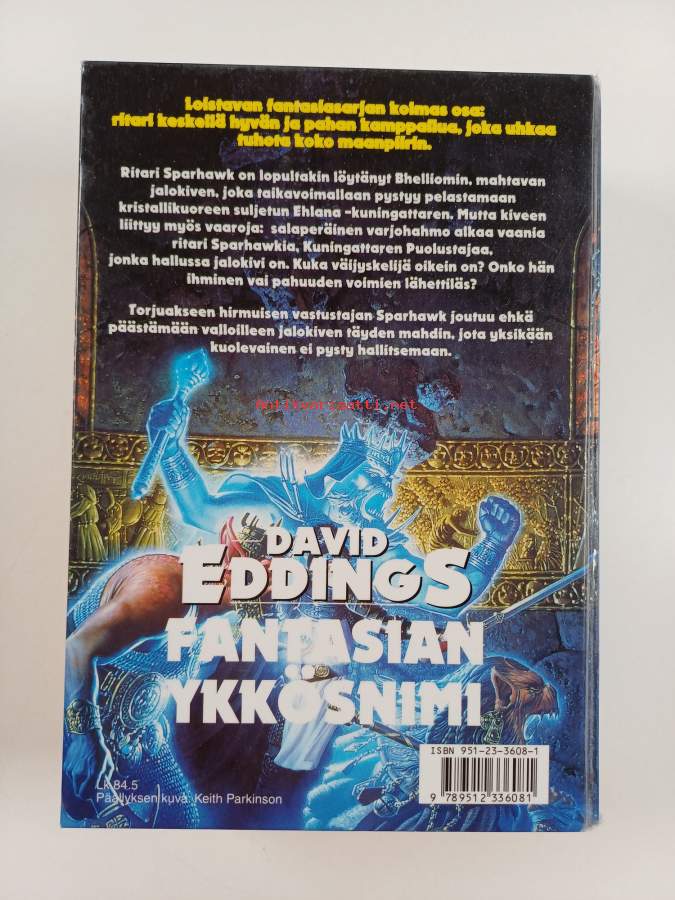 Loistavan fantasiasarjan kolmas osa:
ritari keskellä hyvän ja pahan kamppailua, joka uhkaa
tuhota koko maanpiirin.
Ritari Sparhawk on lopultakin löytänyt Bhelliomin, mahtavan
jalokiven, joka taikavoimallaan pystyy pelastamaan
kristallikuoreen suljetun Ehlana -kuningattaren. Mutta kiveen
liittyy myös vaaroja: salaperäinen varjohahmo alkaa vaania
ritari Sparhawkia, Kuningattaren Puolustajaa,
jonka hallussa jalokivi on. Kuka väijyskelijä oikein on? Onko hän
ihminen vai pahuuden voimien lähettiläs?
Torjuakseen hirmuisen vastustajan Sparhawk joutuu ehkä
päästämään valloilleen jalokiven täyden mahdin, jota yksikään
kuolevainen ei pysty hallitsemaan.
Antikvariaatti.net
DAVID
EDDINGS
FANTASIAN
YKKÖSNIMI
ISBN 951-23-3608-1
9 789512 336081
Lk 84.5
Päällyksen kuva: Keith Parkinson